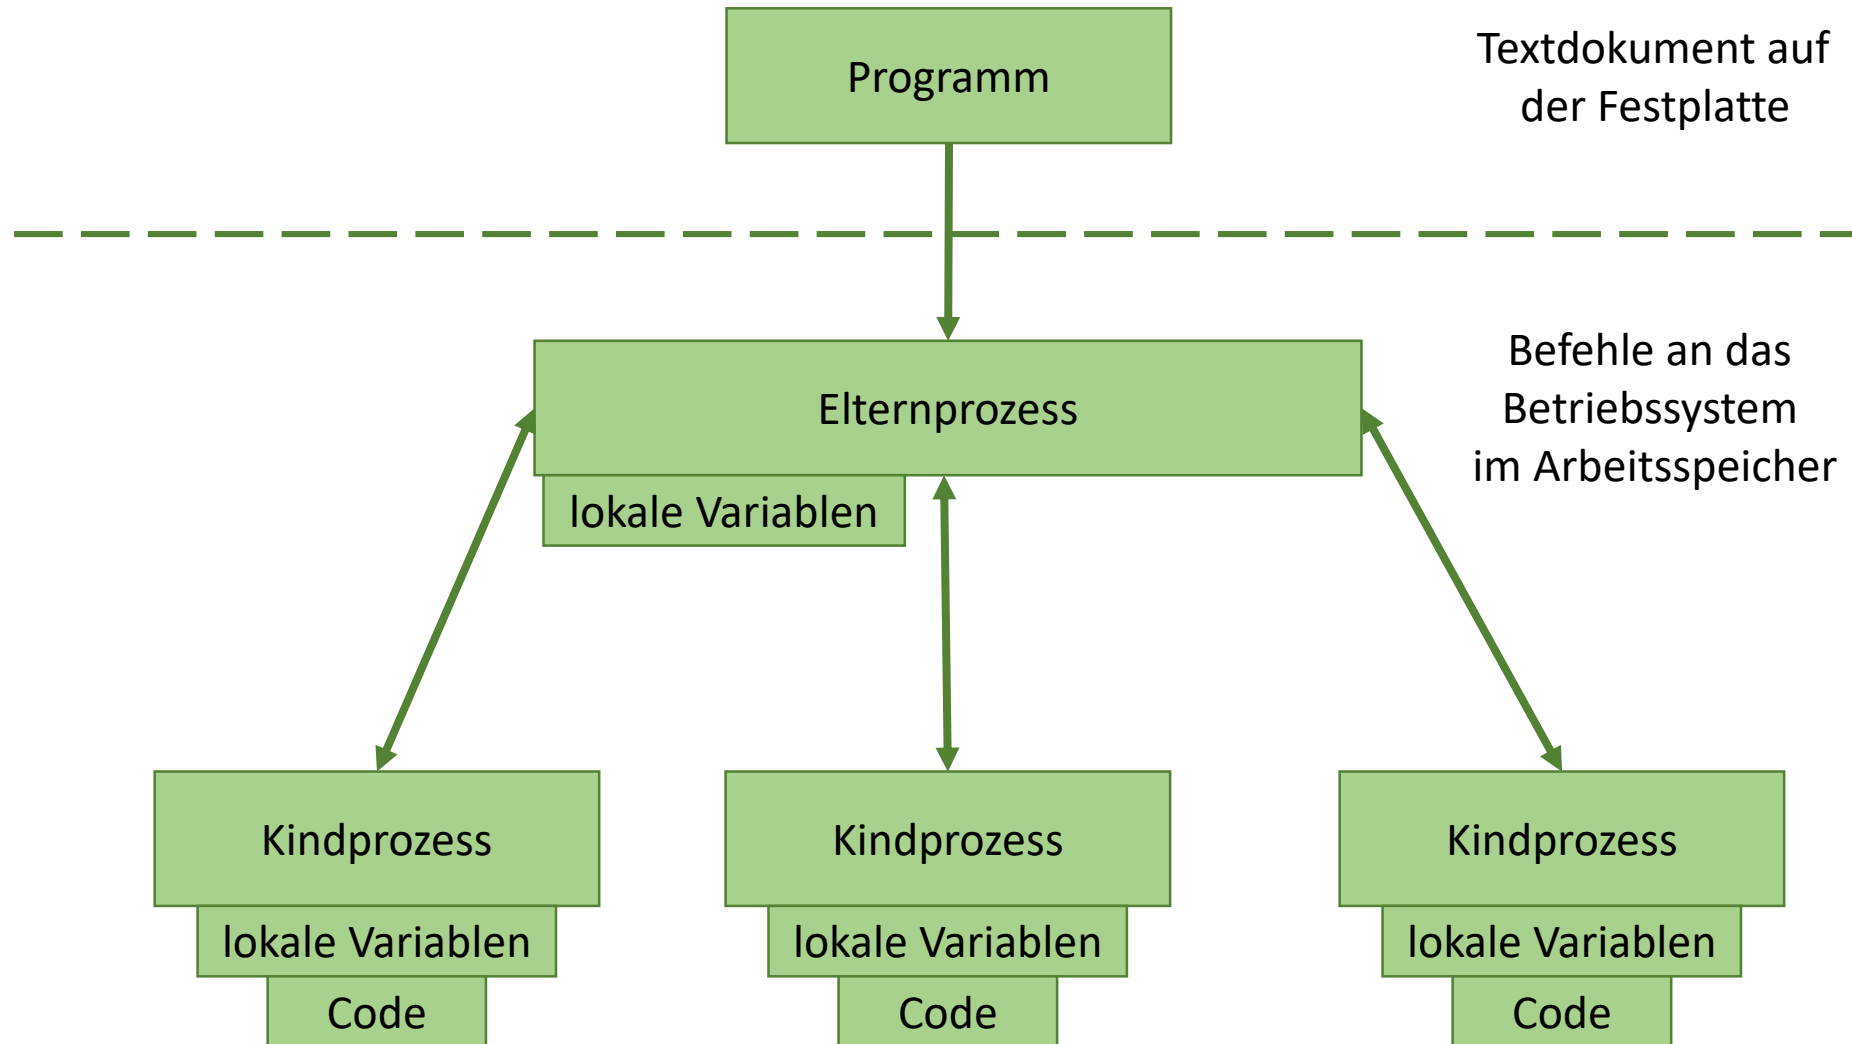 Programm
Textdokument auf
der Festplatte
Elternprozess
lokale Variablen
Befehle an das
Betriebssystem
im Arbeitsspeicher
Kindprozess
lokale Variablen
Code
Kindprozess
lokale Variablen
Code
Kindprozess
lokale Variablen
Code